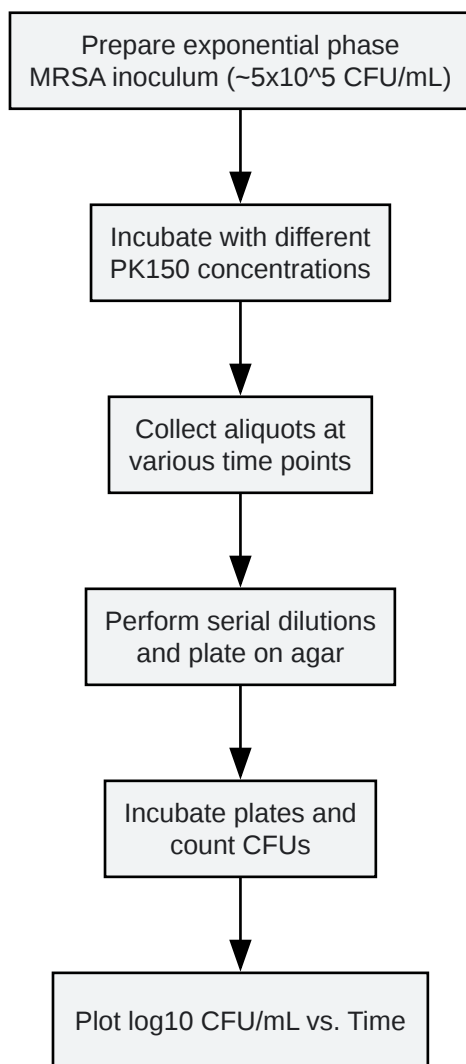 Prepare exponential phase
MRSA inoculum (~5x10^5 CFU/mL)
Incubate with different
PK150 concentrations
Collect aliquots at
various time points
Perform serial dilutions
and plate on agar
Incubate plates and
count CFUs
Plot log10 CFU/mL vs. Time